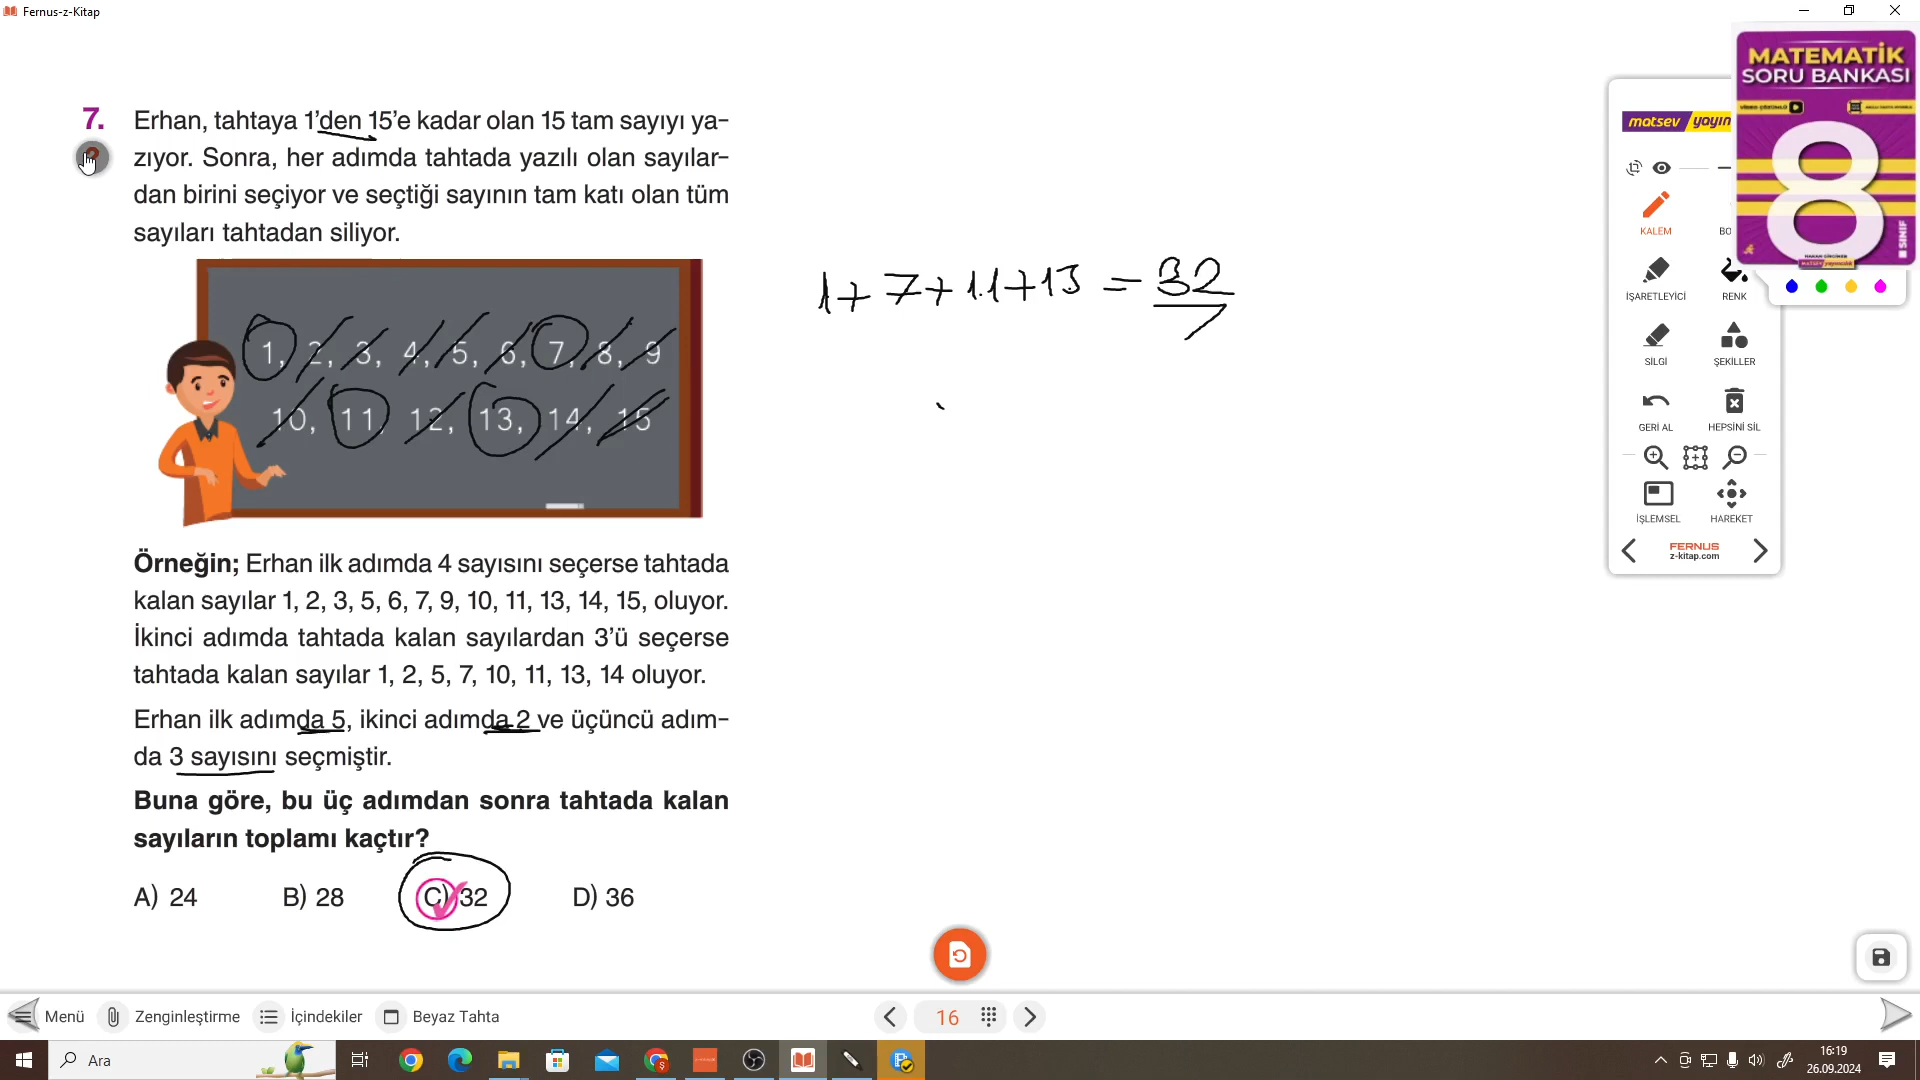 Fernus-z-Kitap
MATEMATİK
SORU BANKASI
VİDEO ÇÖZÜMLÜ
8
SINIF
matsev yayın
7. Erhan, tahtaya 1'den 15'e kadar olan 15 tam sayıyı ya-
zıyor. Sonra, her adımda tahtada yazılı olan sayılar-
dan birini seçiyor ve seçtiği sayının tam katı olan tüm
sayıları tahtadan siliyor.
1, 2, 3, 4, 5, 6, 7, 8, 9
10, 11, 12, 13, 14, 15
1+7+11+13=32
Örneğin; Erhan ilk adımda 4 sayısını seçerse tahtada
kalan sayılar 1, 2, 3, 5, 6, 7, 9, 10, 11, 13, 14, 15, oluyor.
İkinci adımda tahtada kalan sayılardan 3'ü seçerse
tahtada kalan sayılar 1, 2, 5, 7, 10, 11, 13, 14 oluyor.
Erhan ilk adımda 5, ikinci adımda 2 ve üçüncü adım-
da 3 sayısını seçmiştir.
Buna göre, bu üç adımdan sonra tahtada kalan
sayıların toplamı kaçtır?
A) 24 B) 28 C) 32 D) 36
KALEM BO
İŞARETLEYİCİ RENK
SİLGİ ŞEKİLLER
GERİ AL HEPSİNİ SİL
İŞLEMSEL HAREKET
FERNUS
z-kitap.com
Menü Zenginleştirme İçindekiler Beyaz Tahta 16
Ara
16:19
26.09.2024